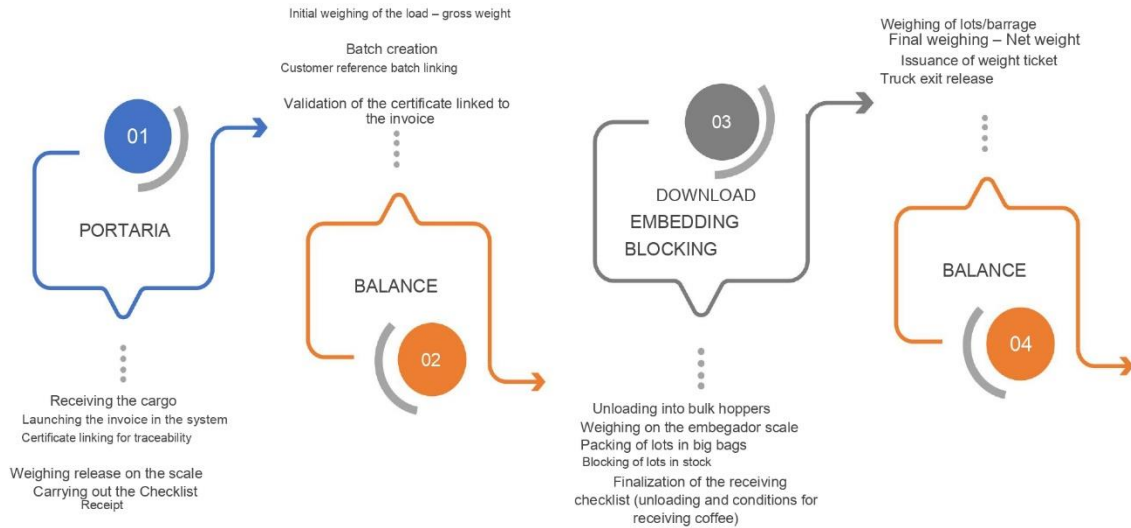 01
PORTARIA
Receiving the cargo
Launching the invoice in the system
Certificate linking for traceability
Weighing release on the scale
Carrying out the Checklist
Receipt
Initial weighing of the load – gross weight
Batch creation
Customer reference batch linking
Validation of the certificate linked to
the invoice
BALANCE
02
03
DOWNLOAD
EMBEDDING
BLOCKING
Unloading into bulk hoppers
Weighing on the embegador scale
Packing of lots in big bags
Blocking of lots in stock
Finalization of the receiving
checklist (unloading and conditions for
receiving coffee)
Weighing of lots/barrage
Final weighing – Net weight
Issuance of weight ticket
Truck exit release
BALANCE
04